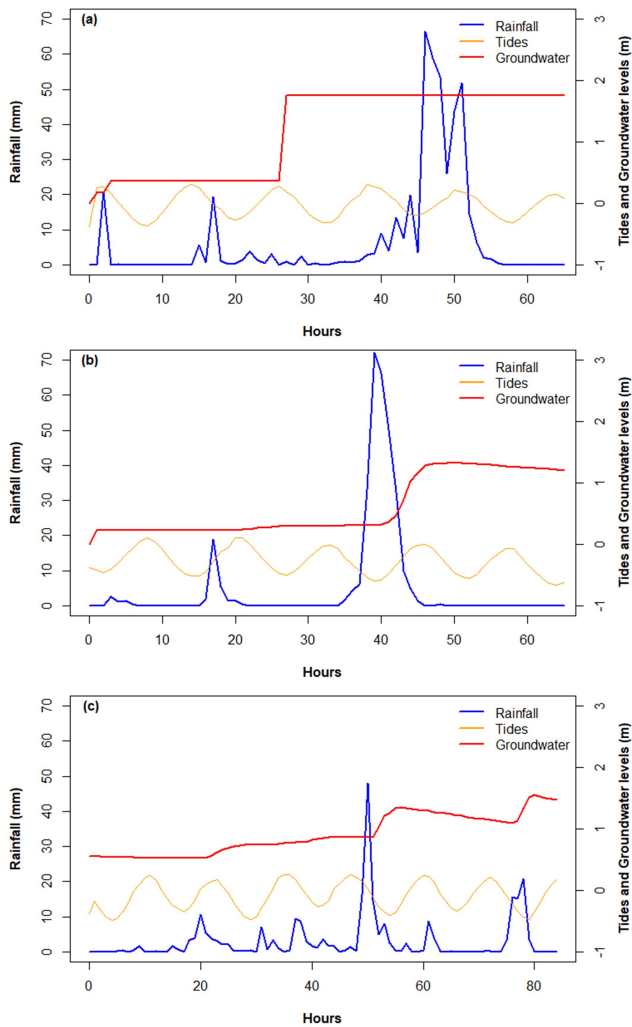 (a)
Rainfall
Tides
Groundwater
Rainfall (mm)
70
60
50
40
30
20
10
0
3
2
1
0
-1
Tides and Groundwater levels (m)
0 10 20 30 40 50 60
Hours
(b)
Rainfall
Tides
Groundwater
Rainfall (mm)
70
60
50
40
30
20
10
0
3
2
1
0
-1
Tides and Groundwater levels (m)
0 10 20 30 40 50 60
Hours
(c)
Rainfall
Tides
Groundwater
Rainfall (mm)
70
60
50
40
30
20
10
0
3
2
1
0
-1
Tides and Groundwater levels (m)
0 20 40 60 80
Hours